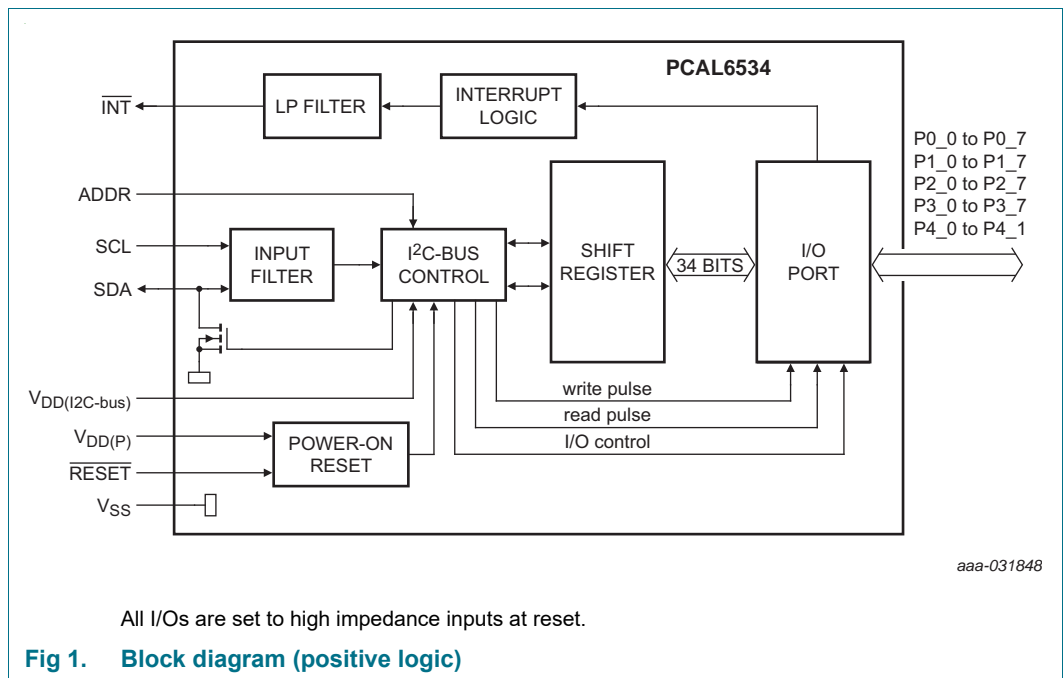 PCAL6534
INT
LP FILTER
INTERRUPT
LOGIC
P0_0 to P0_7
P1_0 to P1_7
P2_0 to P2_7
P3_0 to P3_7
P4_0 to P4_1
ADDR
SCL
SDA
INPUT
FILTER
I²C-BUS
CONTROL
SHIFT
REGISTER
34 BITS
I/O
PORT
write pulse
read pulse
I/O control
VDD(I2C-bus)
VDD(P)
RESET
VSS
POWER-ON
RESET
aaa-031848
All I/Os are set to high impedance inputs at reset.
Fig 1. Block diagram (positive logic)